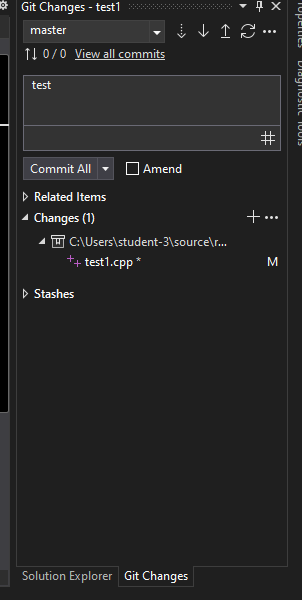 Git Changes - test1
master
0 / 0 View all commits
test
Commit All
Amend
Related Items
Changes (1)
C:\Users\student-3\source\r...
test1.cpp * M
Stashes
Solution Explorer Git Changes
Diagnostic Tools